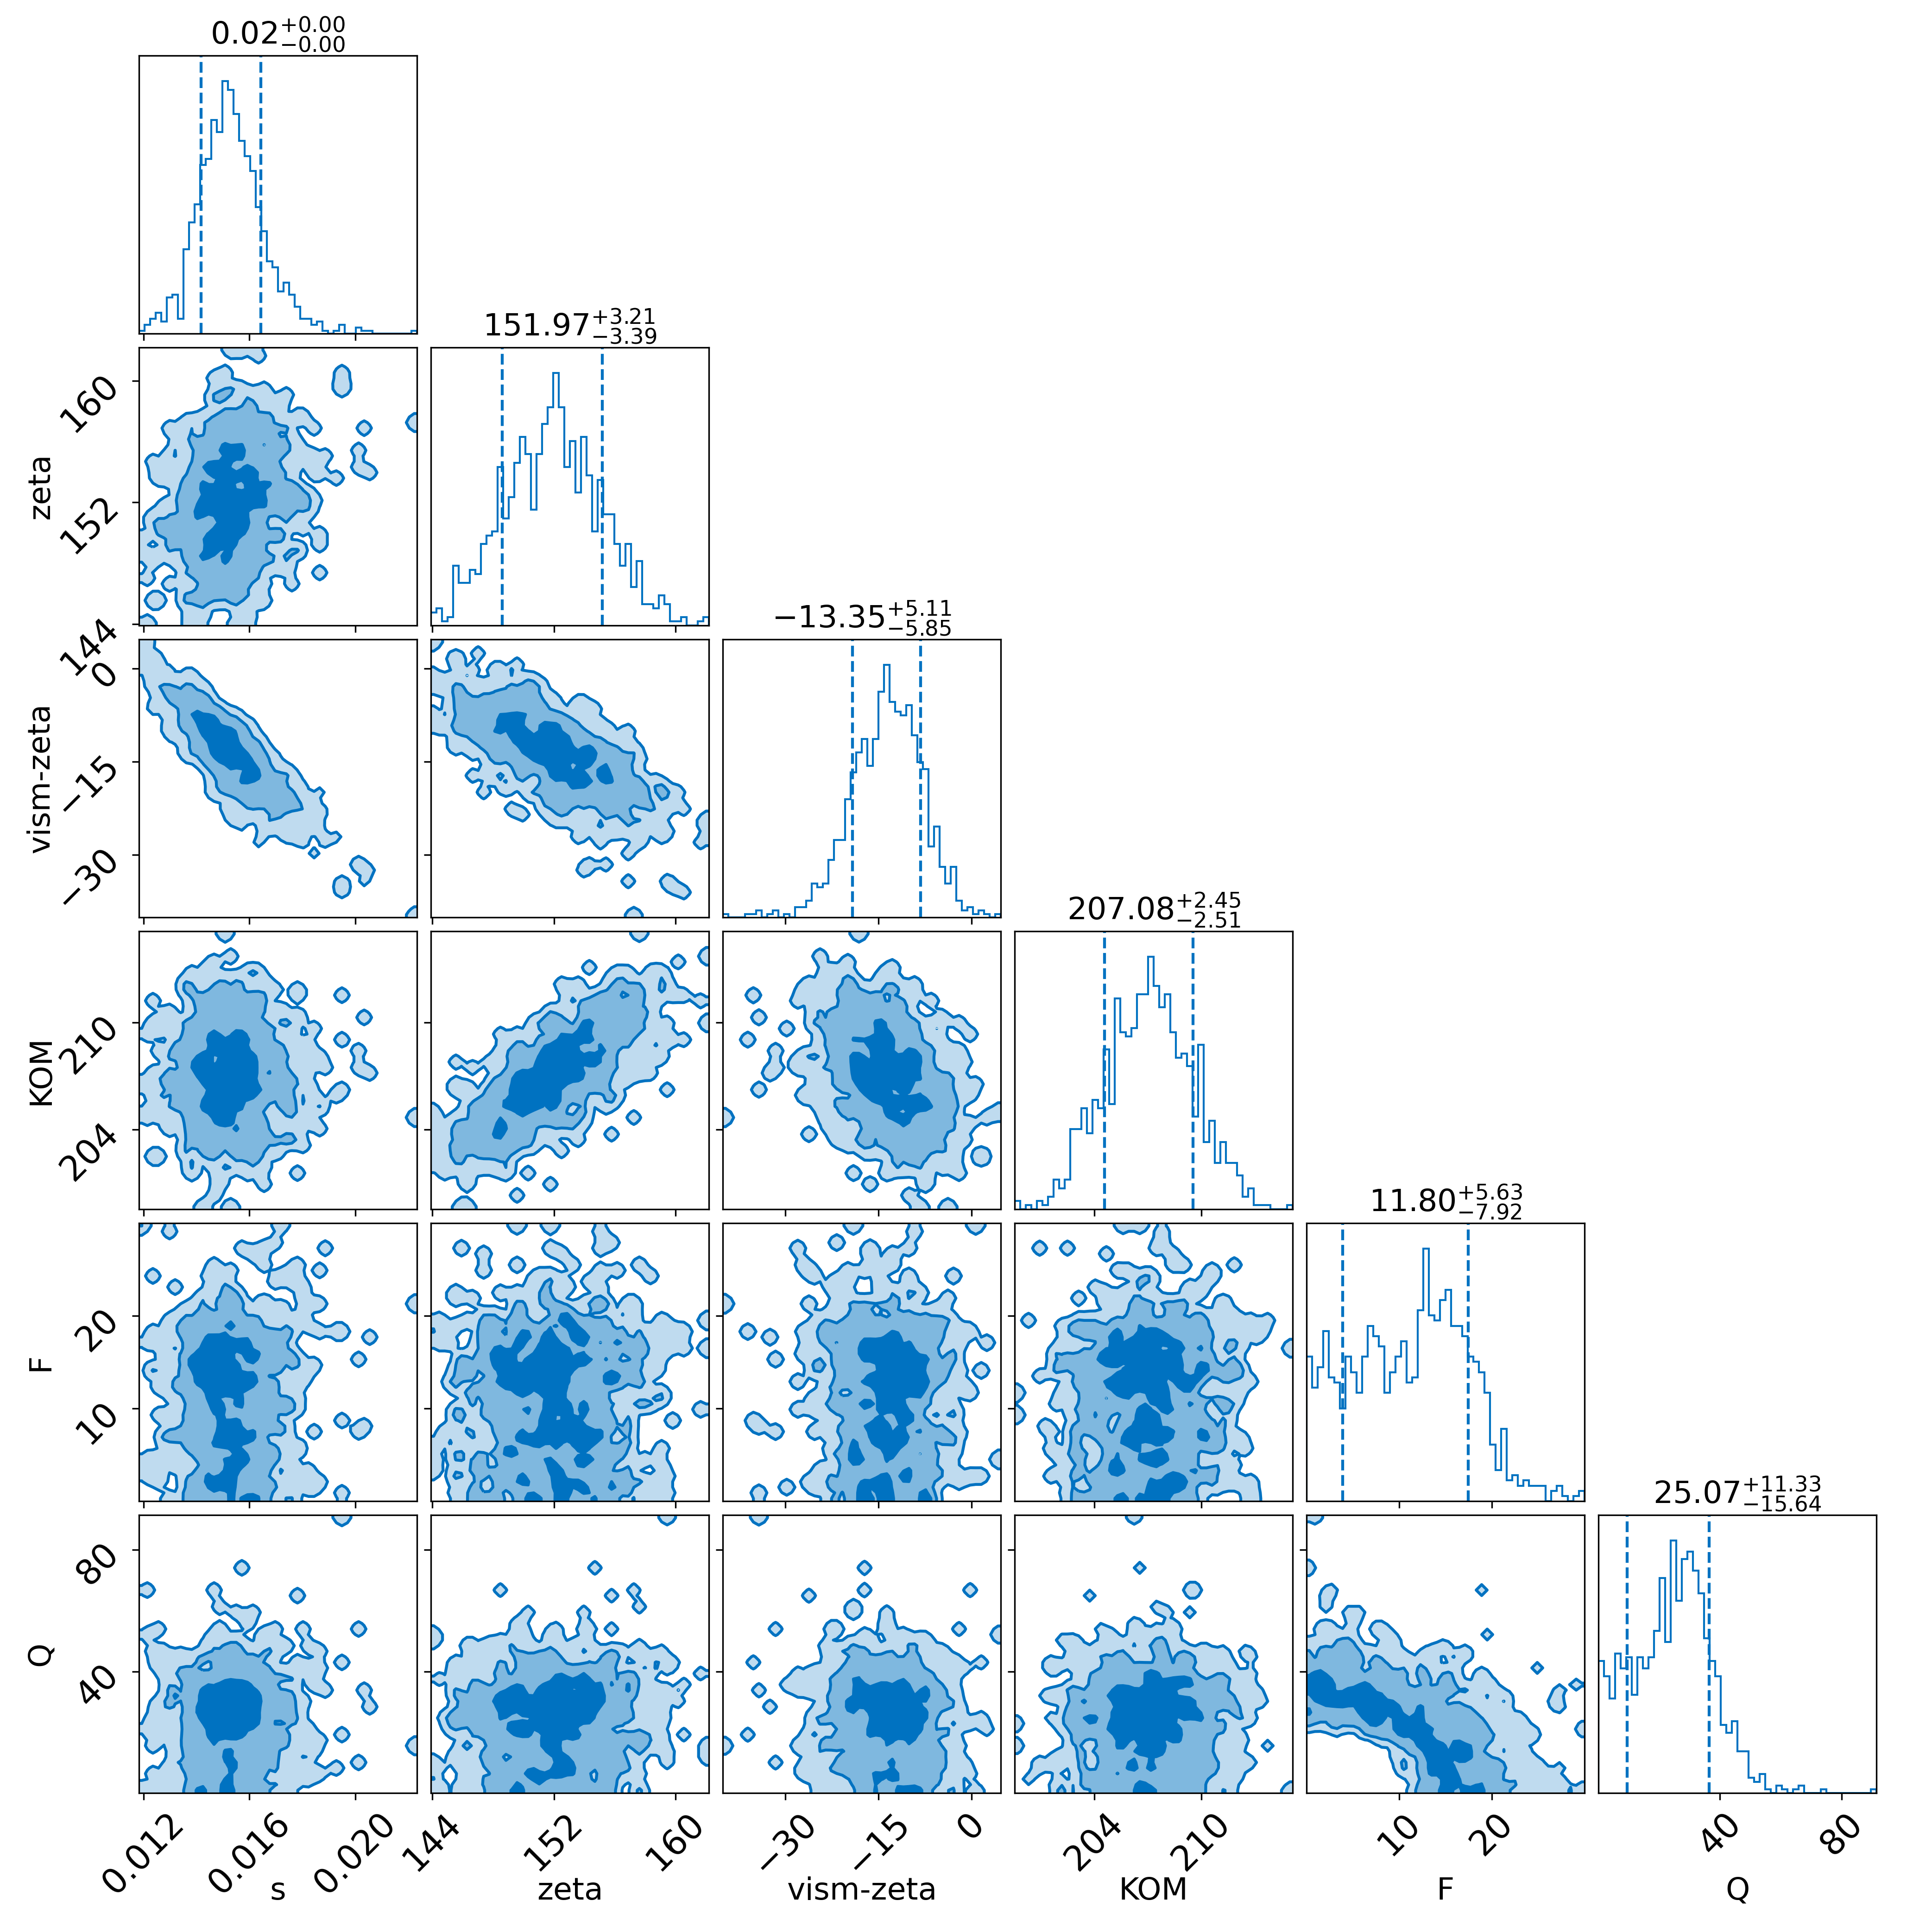 0.02+0.00−0.00
151.97+3.21−3.39
160
152
144
zeta
−13.35+5.11−5.85
0
−15
−30
vism-zeta
207.08+2.45−2.51
210
204
KOM
11.80+5.63−7.92
20
10
F
25.07+11.33−15.64
80
40
Q
0.012 0.016 0.020 144 152 160 −30 −15 0 204 210 10 20 40 80
s zeta vism-zeta KOM F Q